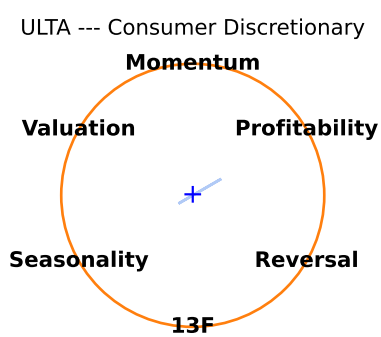 ULTA --- Consumer Discretionary
Momentum
Valuation
Profitability
Seasonality
Reversal
13F